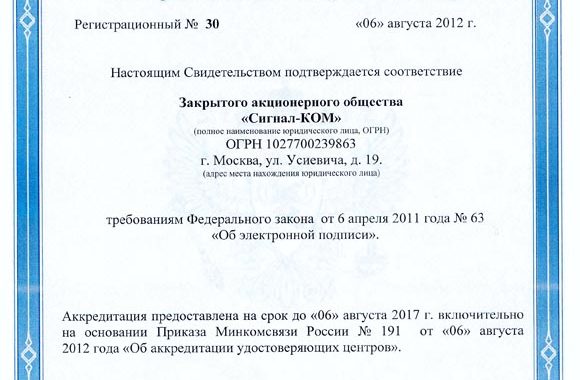 Регистрационный № 30 «06» августа 2012 г.
Настоящим Свидетельством подтверждается соответствие
Закрытого акционерного общества
«Сигнал-КОМ»
(полное наименование юридического лица, ОГРН)
ОГРН 1027700239863
г. Москва, ул. Усиевича, д. 19.
(адрес места нахождения юридического лица)
требованиям Федерального закона от 6 апреля 2011 года № 63
«Об электронной подписи».
Аккредитация предоставлена на срок до «06» августа 2017 г. включительно
на основании Приказа Минкомсвязи России № 191 от «06» августа
2012 года «Об аккредитации удостоверяющих центров».